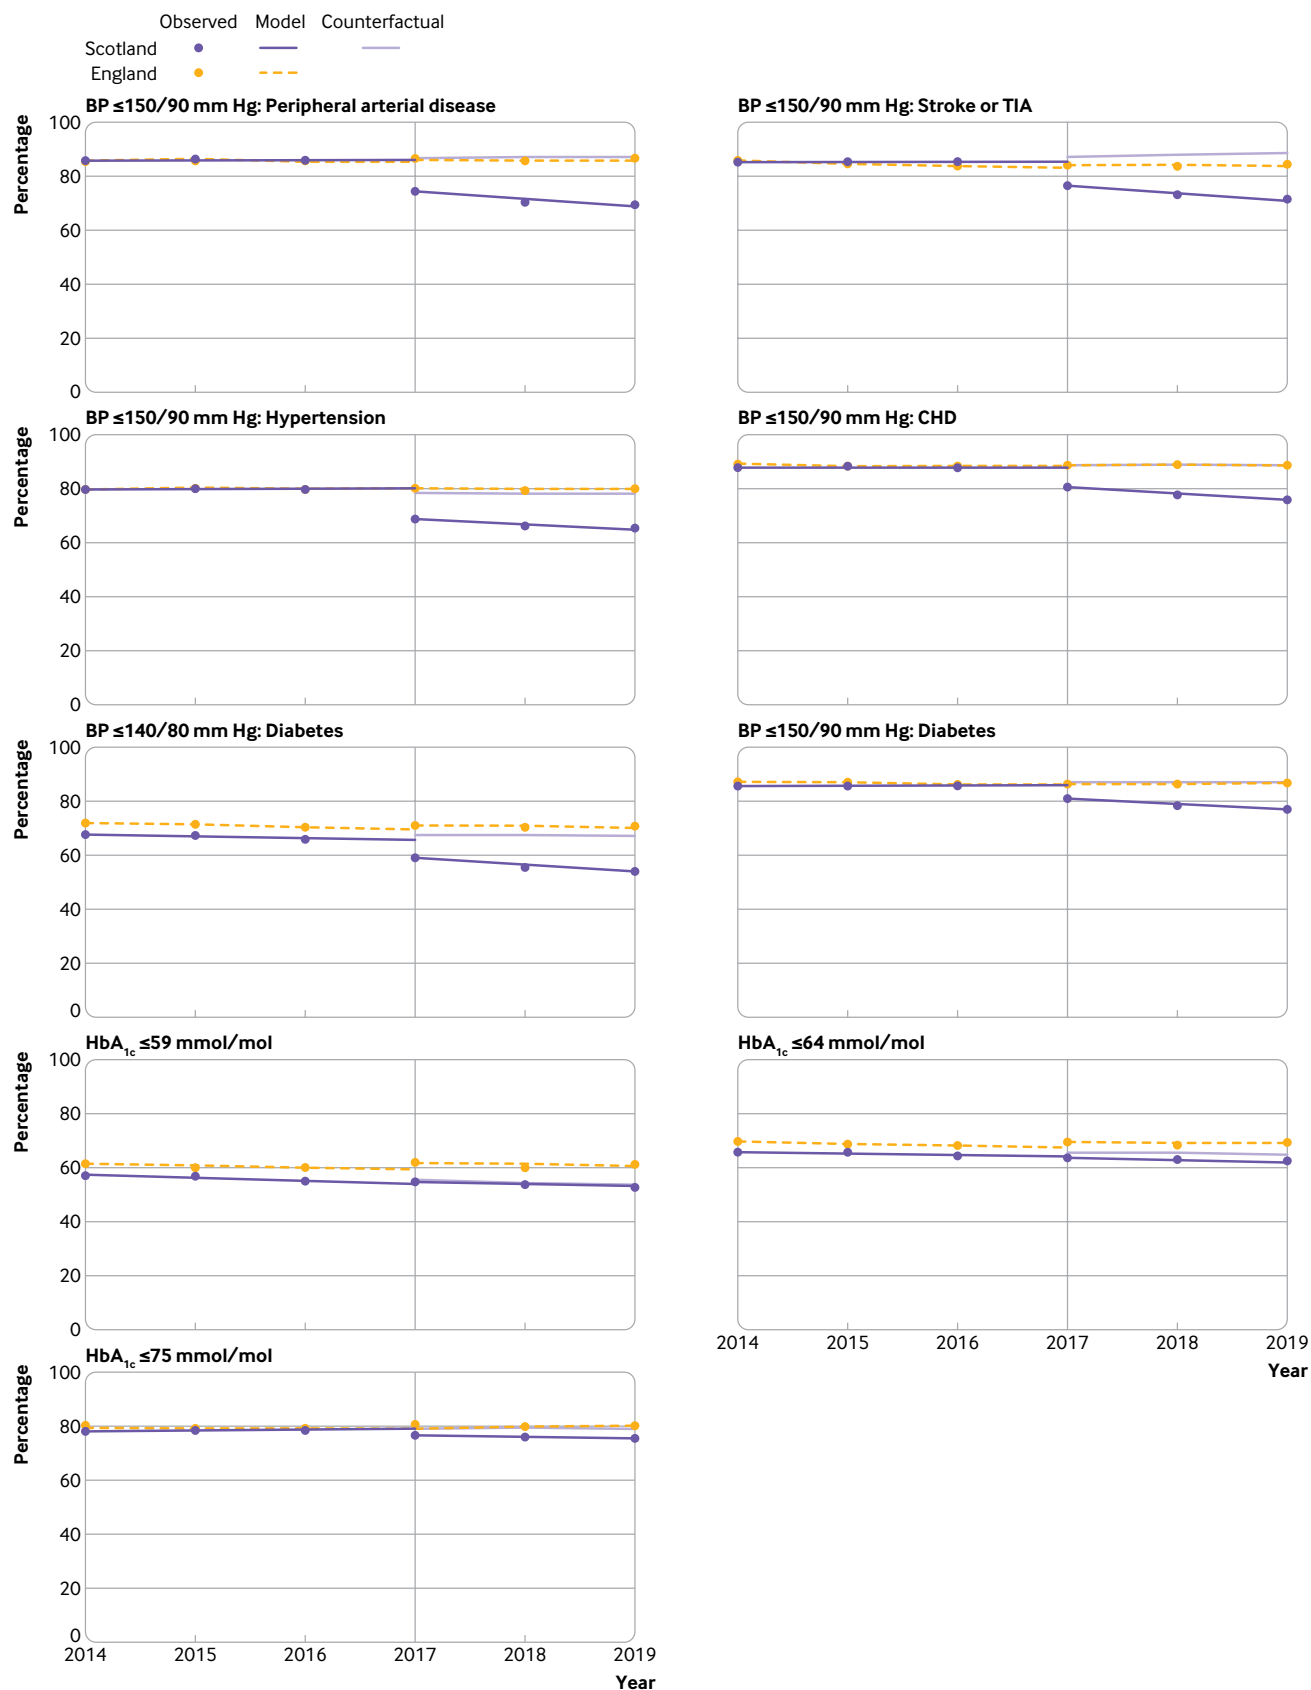 Observed Model Counterfactual
Scotland
England
BP ≤150/90 mm Hg: Peripheral arterial disease
Percentage
100
80
60
40
20
0
BP ≤150/90 mm Hg: Stroke or TIA
BP ≤150/90 mm Hg: Hypertension
Percentage
100
80
60
40
20
0
BP ≤150/90 mm Hg: CHD
BP ≤140/80 mm Hg: Diabetes
Percentage
100
80
60
40
20
0
BP ≤150/90 mm Hg: Diabetes
HbA1c ≤59 mmol/mol
Percentage
100
80
60
40
20
0
HbA1c ≤64 mmol/mol
2014 2015 2016 2017 2018 2019
Year
HbA1c ≤75 mmol/mol
Percentage
100
80
60
40
20
0
2014 2015 2016 2017 2018 2019
Year